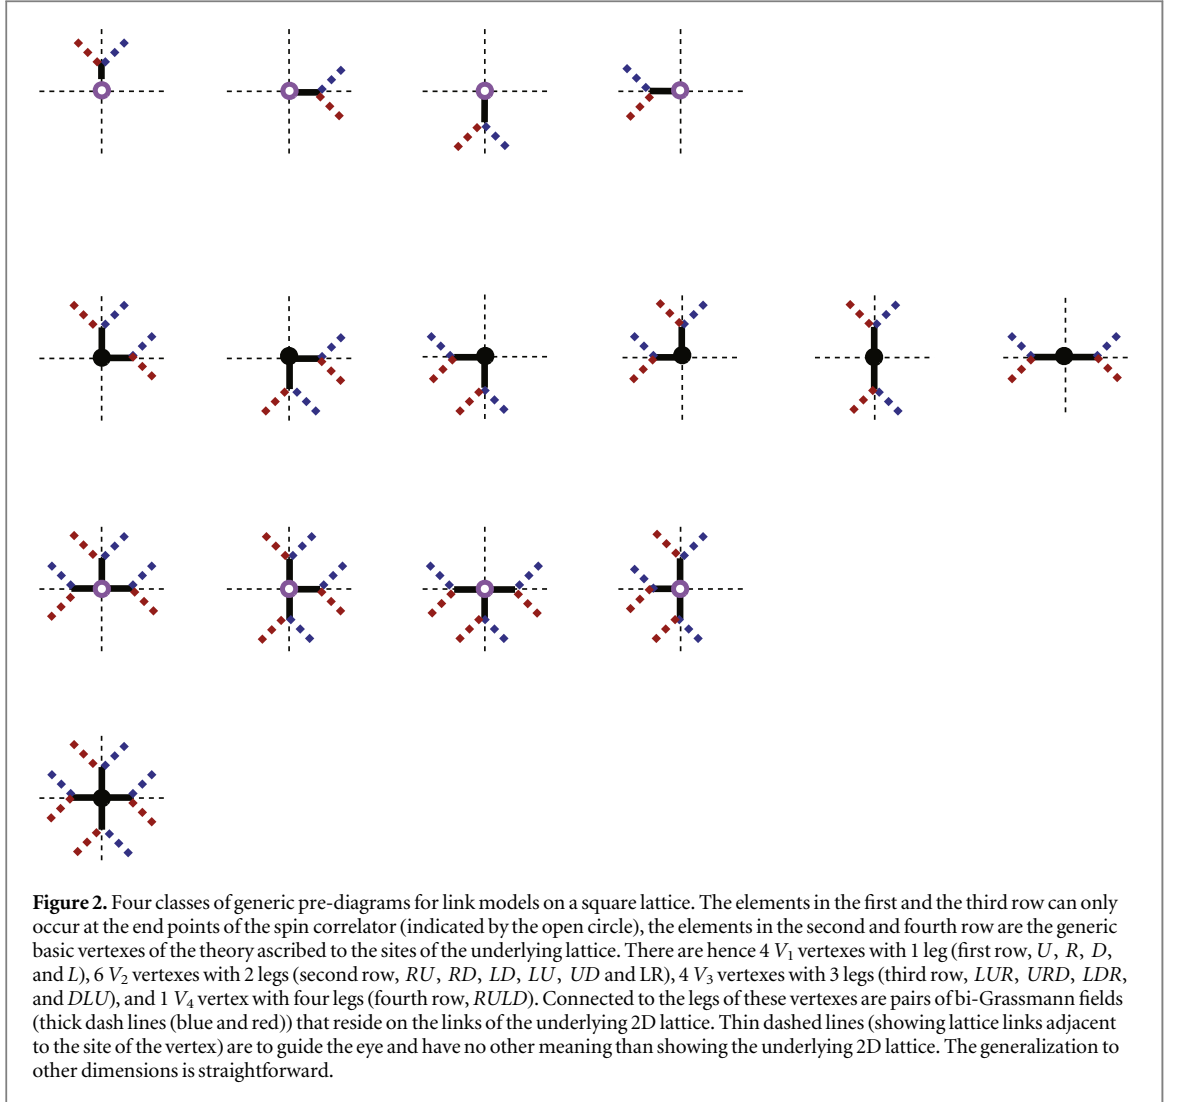 Figure 2. Four classes of generic pre-diagrams for link models on a square lattice. The elements in the first and the third row can only
occur at the end points of the spin correlator (indicated by the open circle), the elements in the second and fourth row are the generic
basic vertexes of the theory ascribed to the sites of the underlying lattice. There are hence 4 V₁ vertexes with 1 leg (first row, U, R, D,
and L), 6 V₂ vertexes with 2 legs (second row, RU, RD, LD, LU, UD and LR), 4 V₃ vertexes with 3 legs (third row, LUR, URD, LDR,
and DLU), and 1 V₄ vertex with four legs (fourth row, RULD). Connected to the legs of these vertexes are pairs of bi-Grassmann fields
(thick dash lines (blue and red)) that reside on the links of the underlying 2D lattice. Thin dashed lines (showing lattice links adjacent
to the site of the vertex) are to guide the eye and have no other meaning than showing the underlying 2D lattice. The generalization to
other dimensions is straightforward.